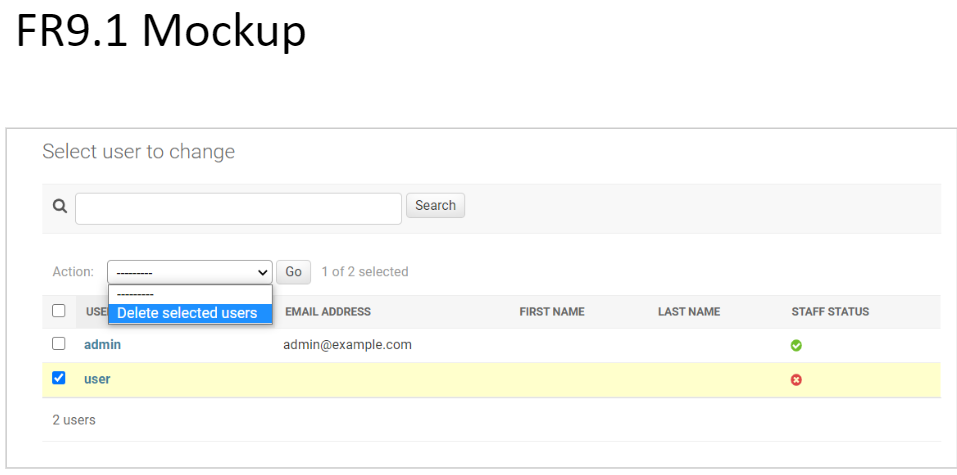 FR9.1 Mockup
Select user to change
Search
Action: --------- Go 1 of 2 selected
---------
Delete selected users
USE EMAIL ADDRESS FIRST NAME LAST NAME STAFF STATUS
admin admin@example.com
user
2 users